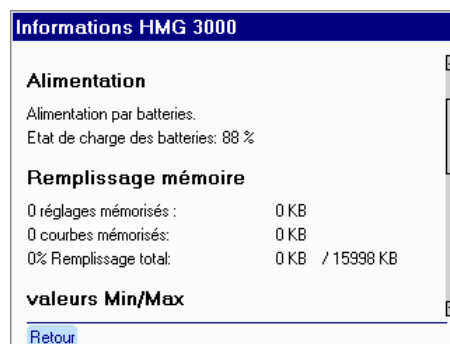 Informations HMG 3000
Alimentation
Alimentation par batteries.
Etat de charge des batteries: 88 %
Remplissage mémoire
0 réglages mémorisés : 0 KB
0 courbes mémorisés: 0 KB
0% Remplissage total: 0 KB / 15998 KB
valeurs Min/Max
Retour